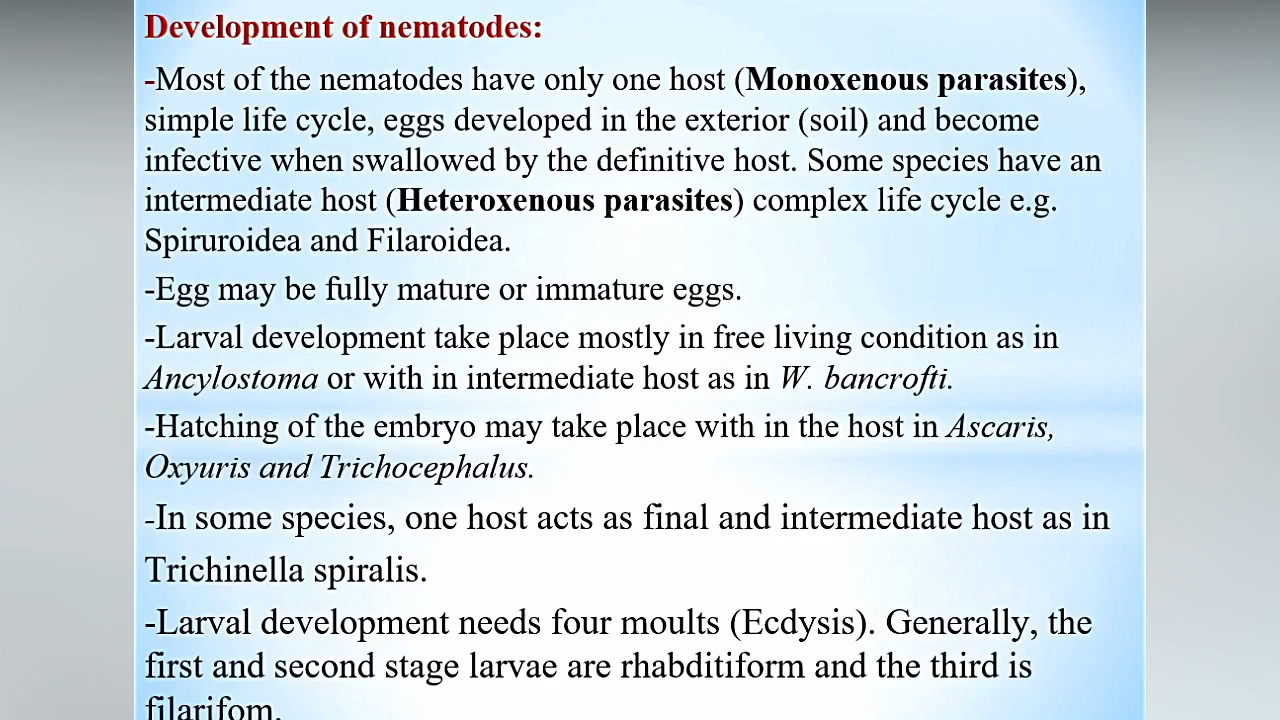 Development of nematodes:
-Most of the nematodes have only one host (Monoxenous parasites),
simple life cycle, eggs developed in the exterior (soil) and become
infective when swallowed by the definitive host. Some species have an
intermediate host (Heteroxenous parasites) complex life cycle e.g.
Spiruroidea and Filaroidea.
-Egg may be fully mature or immature eggs.
-Larval development take place mostly in free living condition as in
Ancylostoma or with in intermediate host as in W. bancrofti.
-Hatching of the embryo may take place with in the host in Ascaris,
Oxyuris and Trichocephalus.
-In some species, one host acts as final and intermediate host as in
Trichinella spiralis.
-Larval development needs four moults (Ecdysis). Generally, the
first and second stage larvae are rhabditiform and the third is
filarifom.